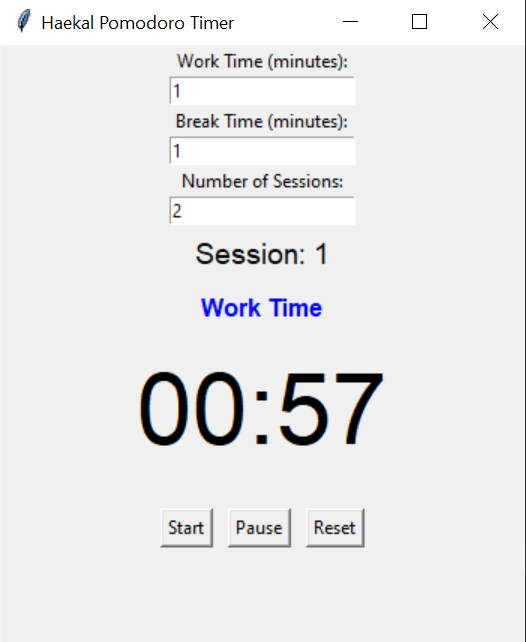 Haekal Pomodoro Timer
Work Time (minutes):
1
Break Time (minutes):
1
Number of Sessions:
2
Session: 1
Work Time
00:57
Start Pause Reset